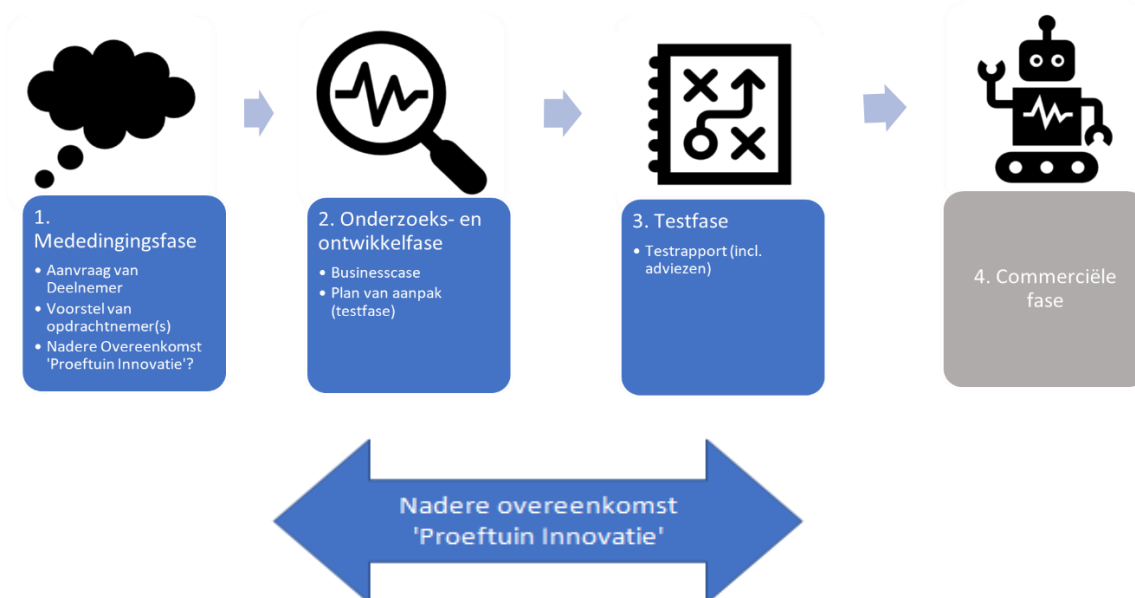 1.
Mededingingsfase
• Aanvraag van
Deelnemer
• Voorstel van
opdrachtnemer(s)
• Nadere Overeenkomst
'Proeftuin Innovatie'?
2. Onderzoeks- en
ontwikkelfase
• Businesscase
• Plan van aanpak
(testfase)
3. Testfase
• Testrapport (incl.
adviezen)
4. Commerciële
fase
Nadere overeenkomst
'Proeftuin Innovatie'